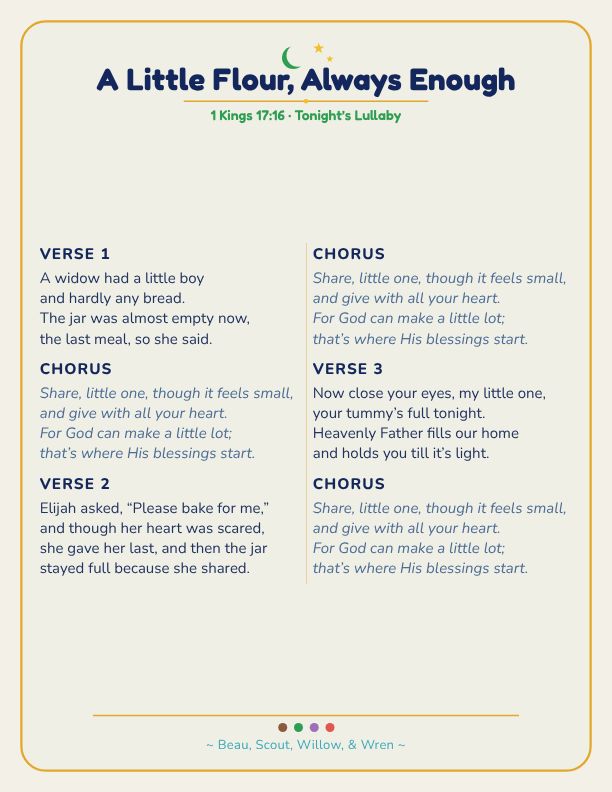 A Little Flour, Always Enough
1 Kings 17:16 · Tonight's Lullaby
VERSE 1
A widow had a little boy
and hardly any bread.
The jar was almost empty now,
the last meal, so she said.
CHORUS
Share, little one, though it feels small,
and give with all your heart.
For God can make a little lot;
that’s where His blessings start.
VERSE 2
Elijah asked, “Please bake for me,”
and though her heart was scared,
she gave her last, and then the jar
stayed full because she shared.
CHORUS
Share, little one, though it feels small,
and give with all your heart.
For God can make a little lot;
that’s where His blessings start.
VERSE 3
Now close your eyes, my little one,
your tummy’s full tonight.
Heavenly Father fills our home
and holds you till it’s light.
CHORUS
Share, little one, though it feels small,
and give with all your heart.
For God can make a little lot;
that’s where His blessings start.
~ Beau, Scout, Willow, & Wren ~